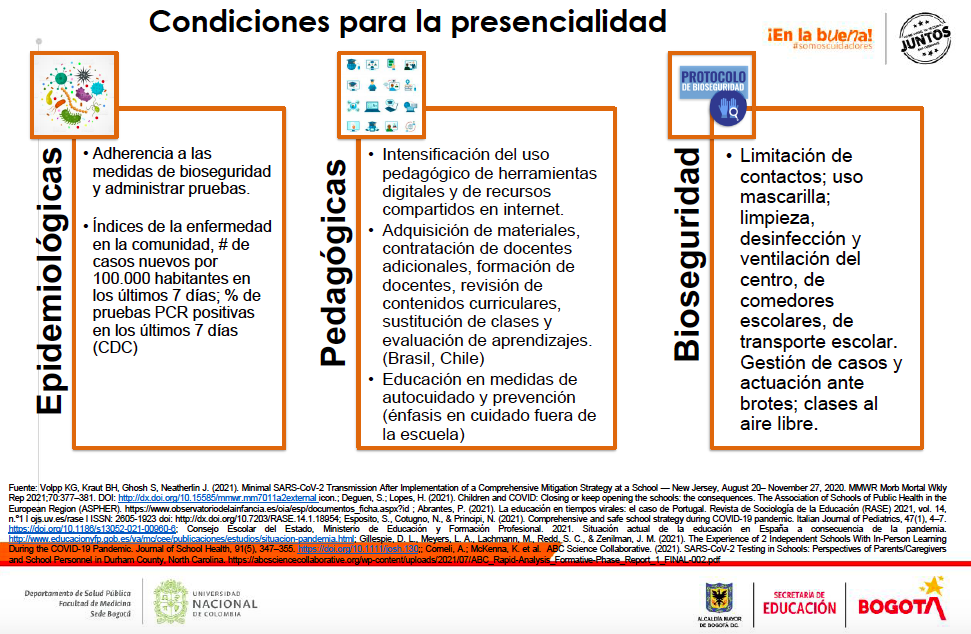 Condiciones para la presencialidad
¡En la buena!
#somoscuidadores
JUNTOS
Epidemiológicas
• Adherencia a las
medidas de bioseguridad
y administrar pruebas.
• Índices de la enfermedad
en la comunidad, # de
casos nuevos por
100.000 habitantes en
los últimos 7 días; % de
pruebas PCR positivas
en los últimos 7 días
(CDC)
Pedagógicas
• Intensificación del uso
pedagógico de herramientas
digitales y de recursos
compartidos en internet.
• Adquisición de materiales,
contratación de docentes
adicionales, formación de
docentes, revisión de
contenidos curriculares,
sustitución de clases y
evaluación de aprendizajes.
(Brasil, Chile)
• Educación en medidas de
autocuidado y prevención
(énfasis en cuidado fuera de
la escuela)
PROTOCOLO
DE BIOSEGURIDAD
Bioseguridad
• Limitación de
contactos; uso
mascarilla;
limpieza,
desinfección y
ventilación del
centro, de
comedores
escolares, de
transporte escolar.
Gestión de casos y
actuación ante
brotes; clases al
aire libre.
Fuente: Volpp KG, Kraut BH, Ghosh S, Neatherlin J. (2021). Minimal SARS-CoV-2 Transmission After Implementation of a Comprehensive Mitigation Strategy at a School — New Jersey, August 20– November 27, 2020. MMWR Morb Mortal Wkly
Rep 2021;70:377–381. DOI: http://dx.doi.org/10.15585/mmwr.mm7011a2external icon.; Deguen, S.; Lopes, H. (2021). Children and COVID: Closing or keep opening the schools: the consequences. The Association of Schools of Public Health in the
European Region (ASPHER). https://www.observatoriodelainfancia.es/oia/esp/documentos_ficha.aspx?id ; Abrantes, P. (2021). La educación en tiempos virales: el caso de Portugal. Revista de Sociología de la Educación (RASE) 2021, vol. 14,
n.º1 I ojs.uv.es/rase I ISSN: 2605-1923 doi: http://dx.doi.org/10.7203/RASE.14.1.18954; Esposito, S., Cotugno, N., & Principi, N. (2021). Comprehensive and safe school strategy during COVID-19 pandemic. Italian Journal of Pediatrics, 47(1), 4–7.
https://doi.org/10.1186/s13052-021-00960-6; Consejo Escolar del Estado, Ministerio de Educación y Formación Profesional. 2021. Situación actual de la educación en España a consecuencia de la pandemia.
http://www.educacionyfp.gob.es/va/mc/cee/publicaciones/estudios/situacion-pandemia.html; Gillespie, D. L., Meyers, L. A., Lachmann, M., Redd, S. C., & Zenilman, J. M. (2021). The Experience of 2 Independent Schools With In-Person Learning
During the COVID-19 Pandemic. Journal of School Health, 91(5), 347–355. https://doi.org/10.1111/josh.130;; Corneli, A.; McKenna, K. et al. ABC Science Collaborative. (2021). SARS-CoV-2 Testing in Schools: Perspectives of Parents/Caregivers
and School Personnel in Durham County, North Carolina. https://abcsciencecollaborative.org/wp-content/uploads/2021/07/ABC_Rapid-Analysis_Formative-Phase_Report_1_FINAL-002.pdf
Departamento de Salud Pública
Facultad de Medicina
Sede Bogotá
UNIVERSIDAD
NACIONAL
DE COLOMBIA
ALCALDÍA MAYOR
DE BOGOTÁ D.C.
SECRETARÍA DE
EDUCACIÓN
BOGOTÁ